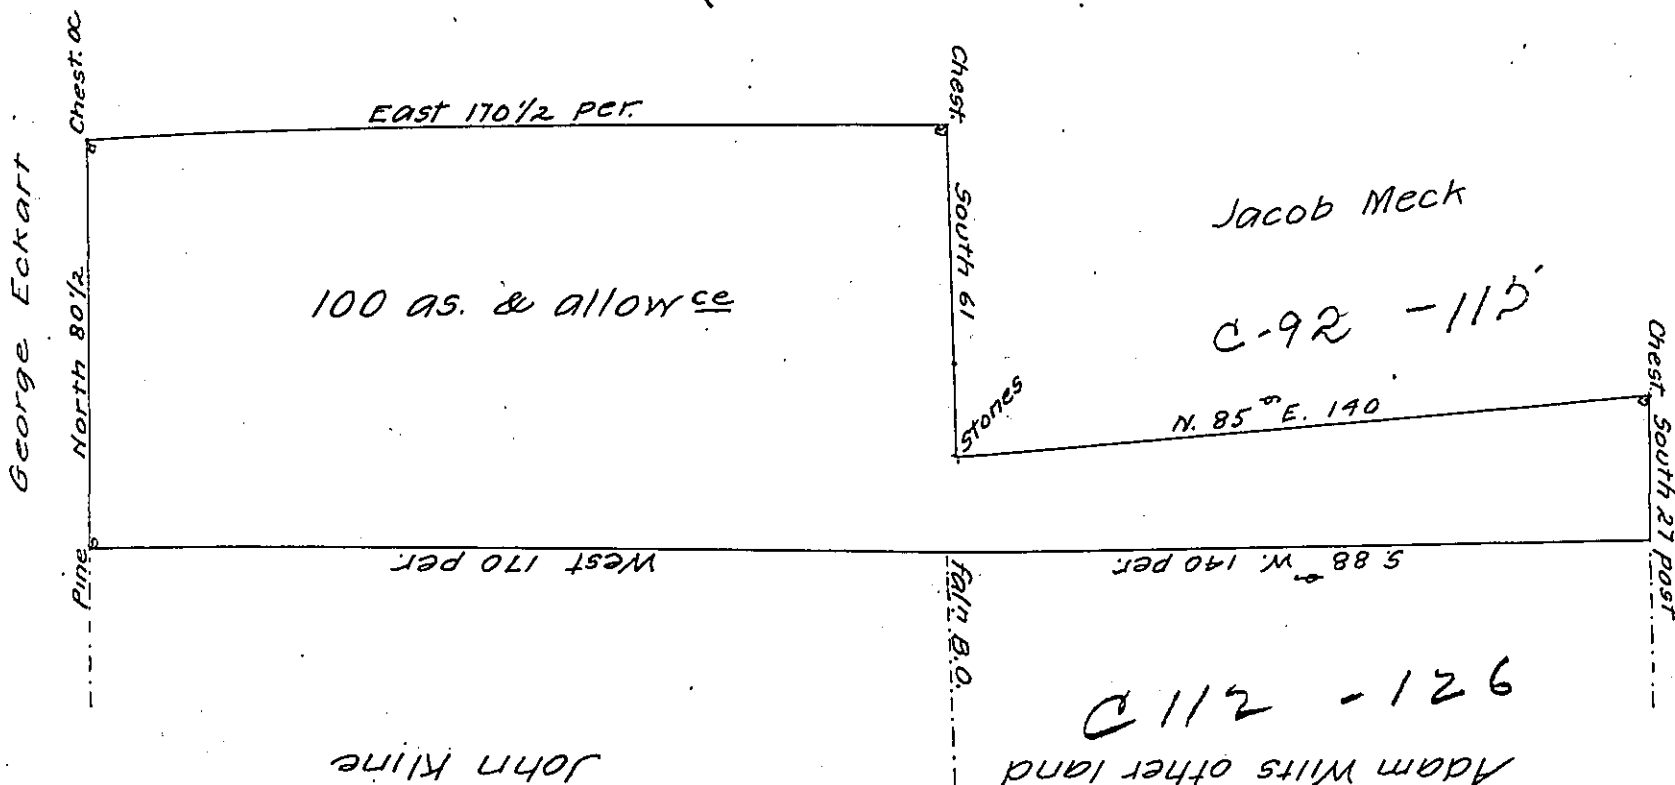 Chest. OC
East 170 1/2 per.
Chest.
George Eckart
North 80 1/2
100 as. & allowce
South 61
Jacob Meck
C-92 -115
Stones
N. 85° E. 140
Chest. South 27 post
Pine
West 170 per.
S 88° W. 140 per.
faln B.O.
C 112 - 126
John Kline
Adam Wilts other land